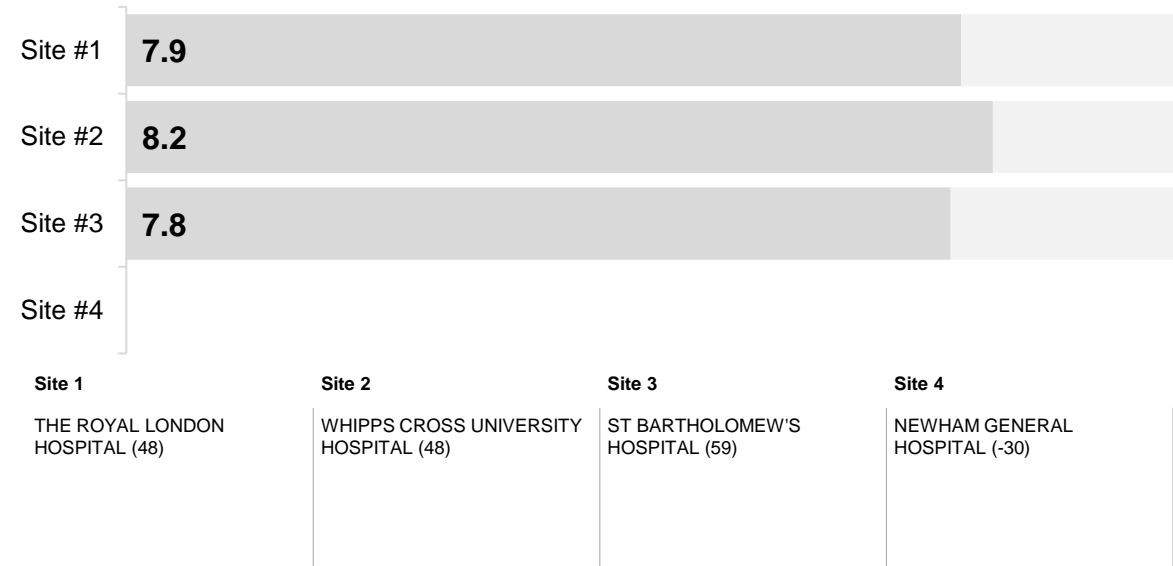 Site #1
7.9
Site #2
8.2
Site #3
7.8
Site #4
Site 1
THE ROYAL LONDON
HOSPITAL (48)
Site 2
WHIPPS CROSS UNIVERSITY
HOSPITAL (48)
Site 3
ST BARTHOLOMEW'S
HOSPITAL (59)
Site 4
NEWHAM GENERAL
HOSPITAL (-30)